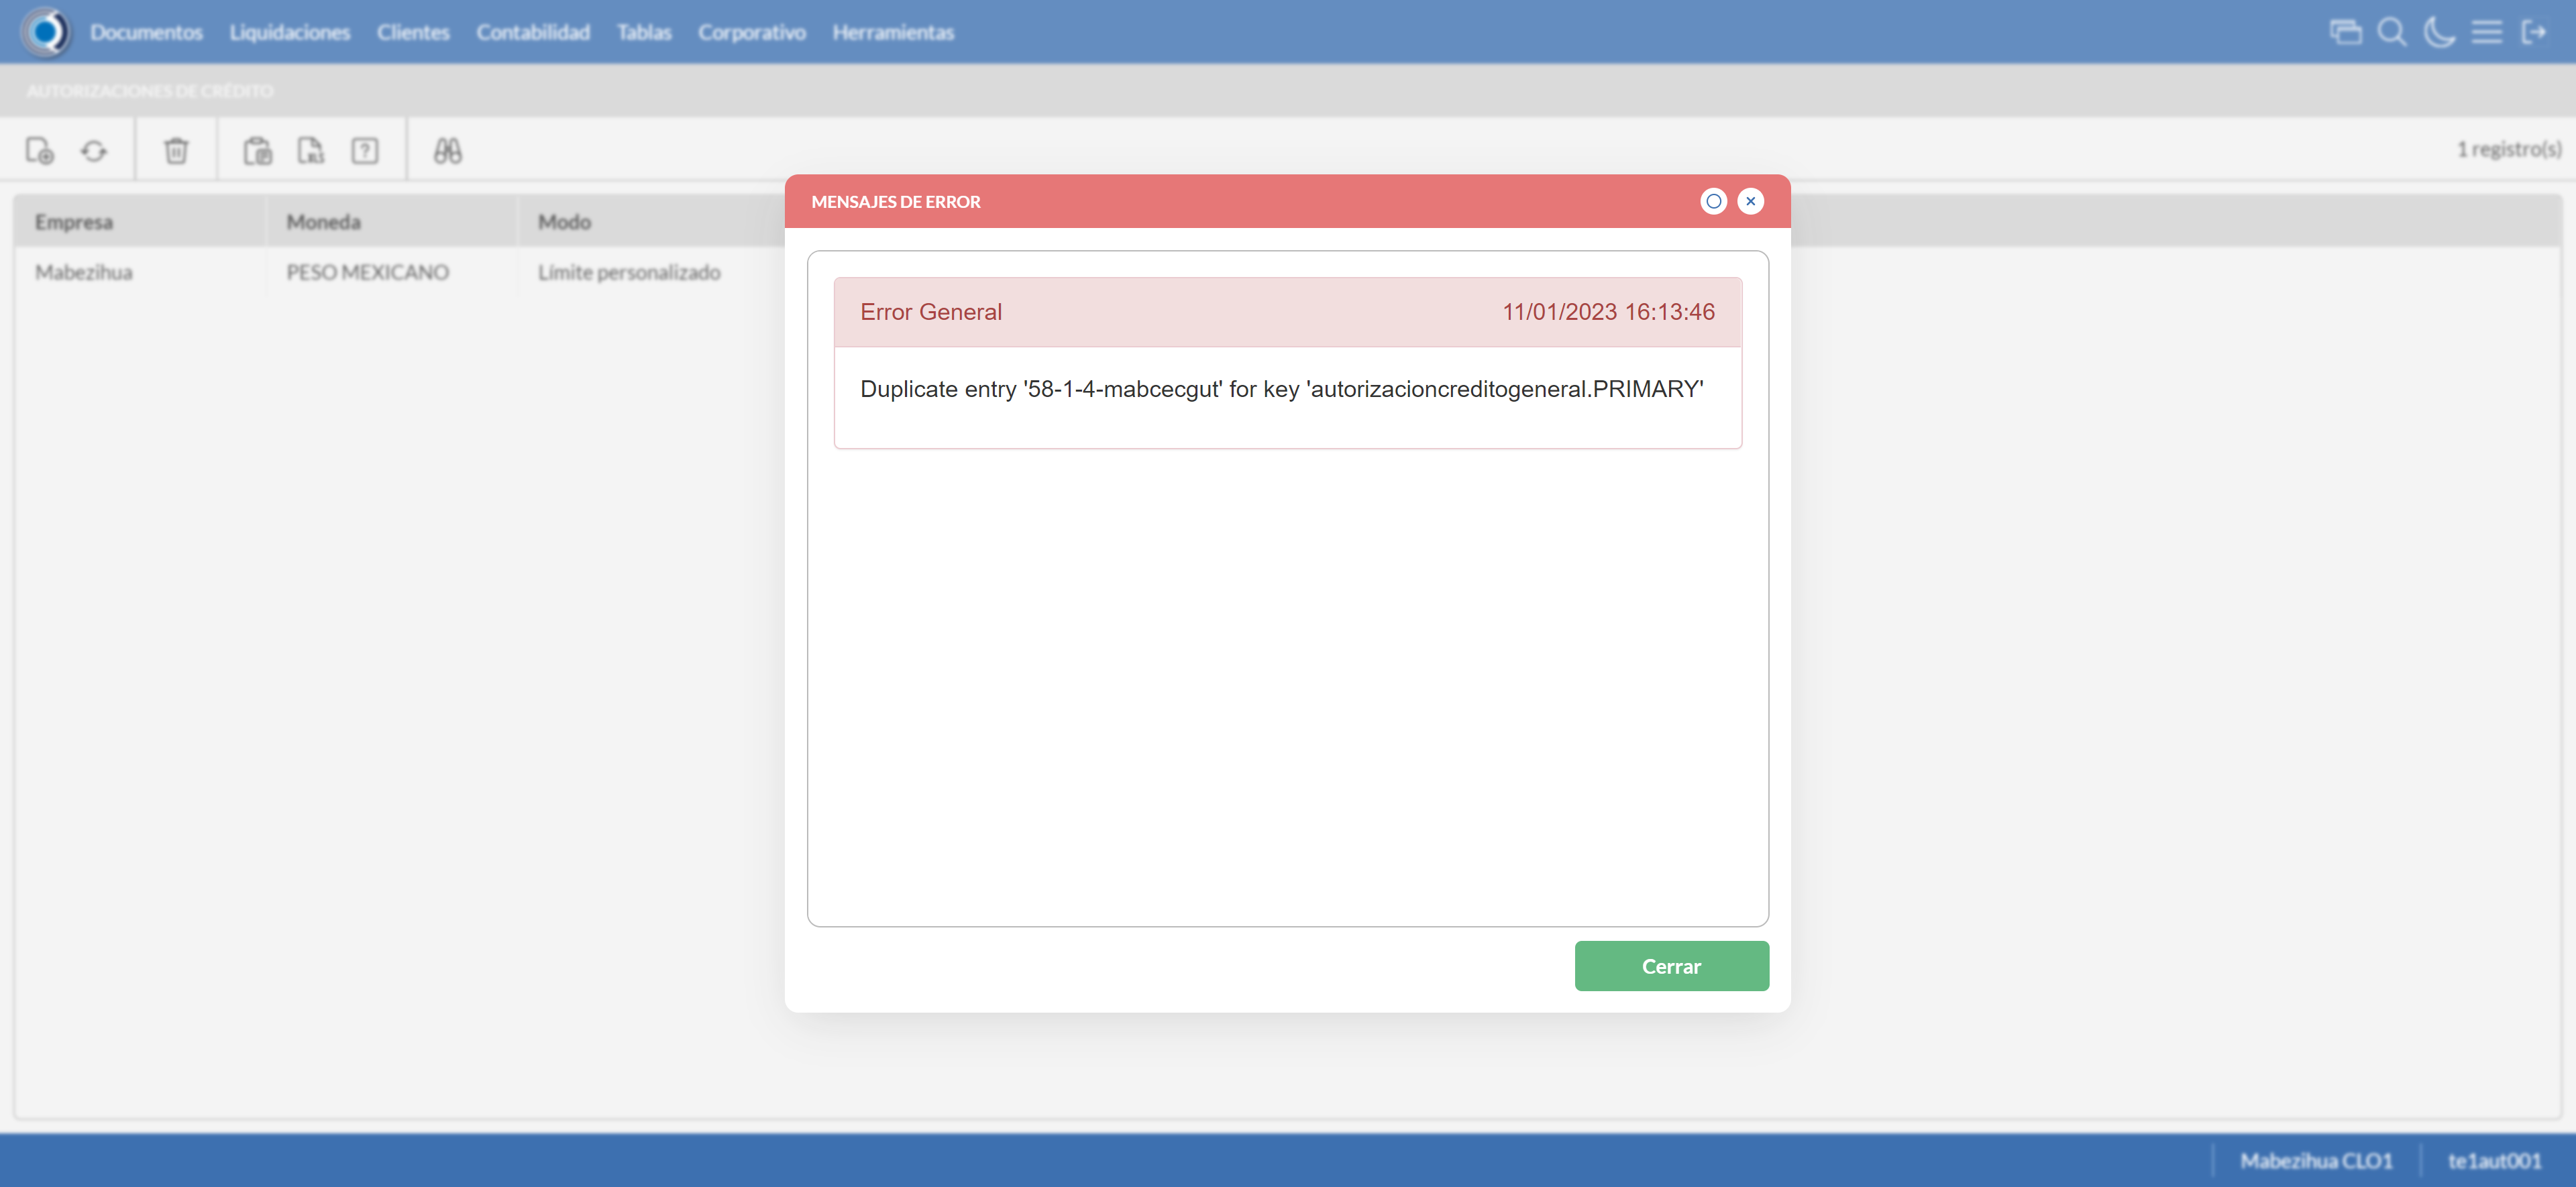 Documentos Liquidaciones Clientes Contabilidad Tablas Corporativo Herramientas
AUTORIZACIONES DE CRÉDITO
1 registro(s)
Empresa Moneda Modo
Mabezihua PESO MEXICANO Límite personalizado
MENSAJES DE ERROR
Error General 11/01/2023 16:13:46
Duplicate entry '58-1-4-mabcecgut' for key 'autorizacioncreditogeneral.PRIMARY'
Cerrar
Mabezihua CLO1 te1aut001